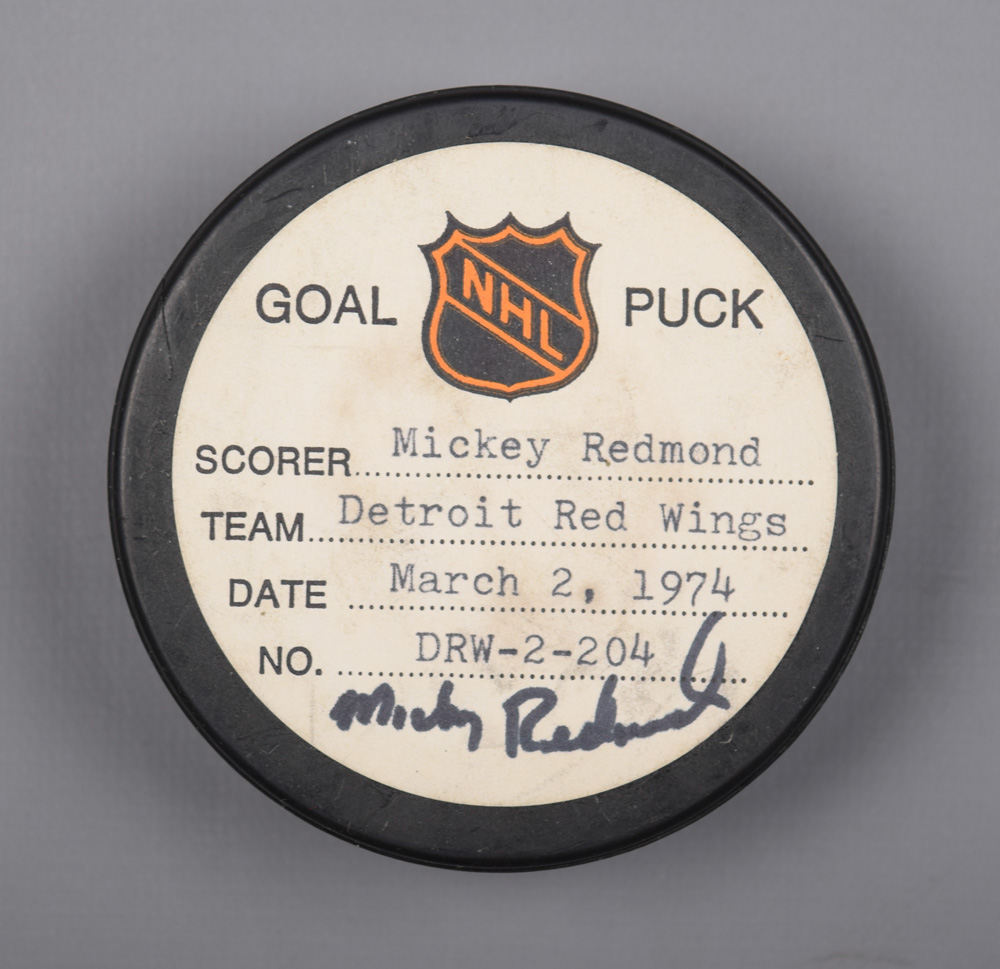 GOAL NHL PUCK
SCORER Mickey Redmond
TEAM Detroit Red Wings
DATE March 2, 1974
NO. DRW-2-204
Mickey Redmond